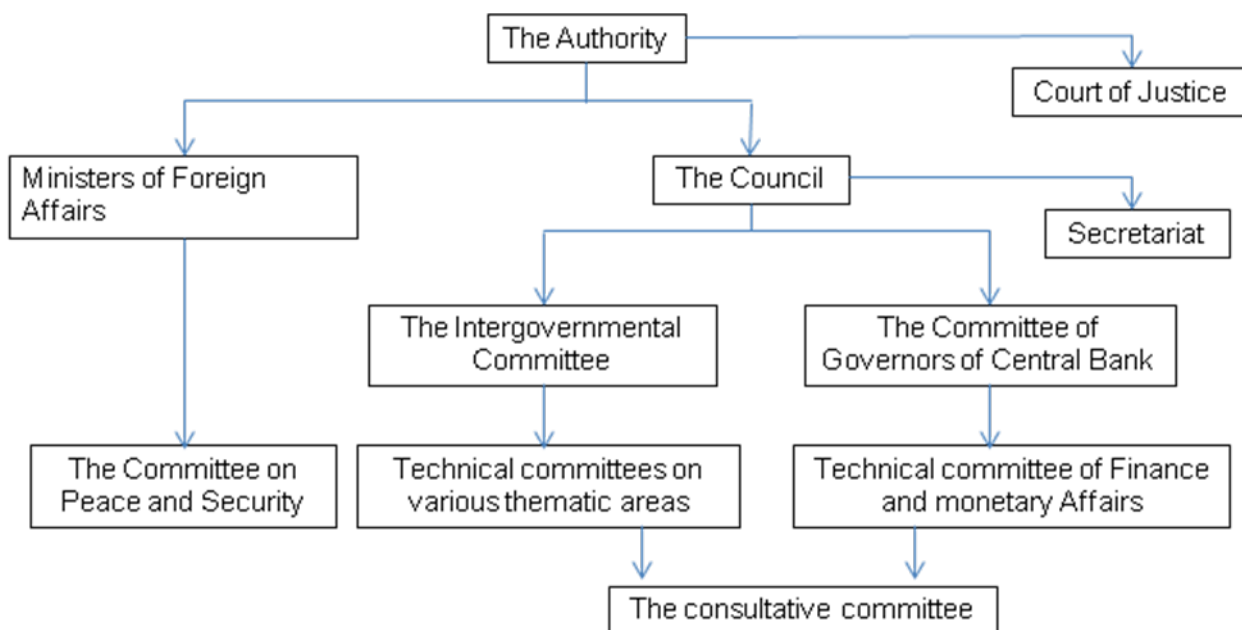 The Authority
Court of Justice
Ministers of Foreign
Affairs
The Council
Secretariat
The Intergovernmental
Committee
The Committee of
Governors of Central Bank
The Committee on
Peace and Security
Technical committees on
various thematic areas
Technical committee of Finance
and monetary Affairs
The consultative committee